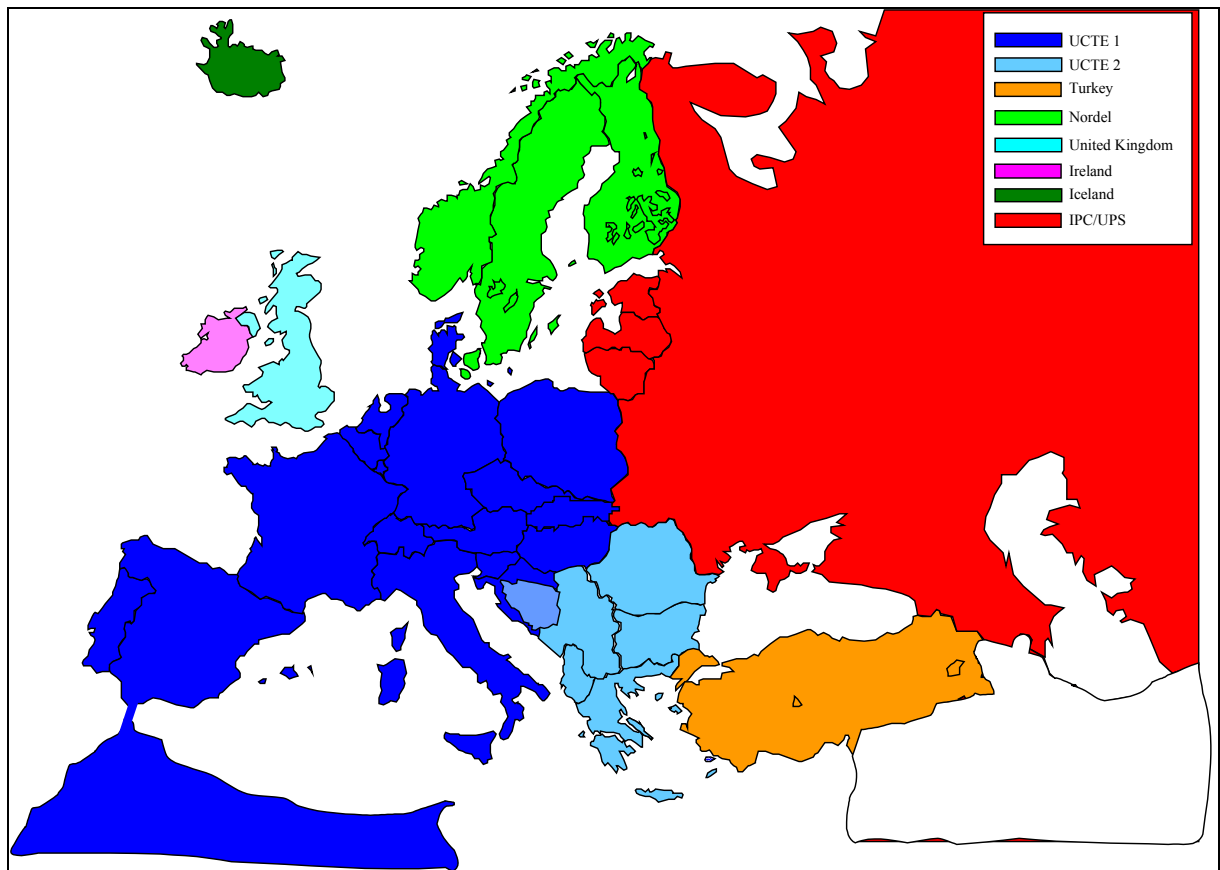 UCTE 1
UCTE 2
Turkey
Nordel
United Kingdom
Ireland
Iceland
IPC/UPS